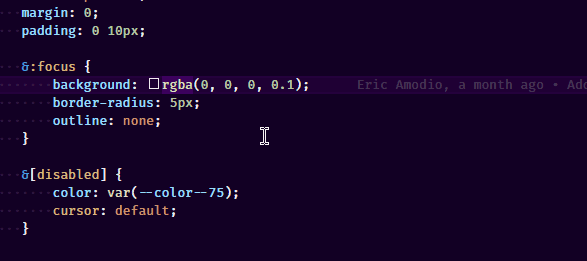 margin: 0;
padding: 0 10px;
&:focus {
background: rgba(0, 0, 0, 0.1); Eric Amodio, a month ago • Add
border-radius: 5px;
outline: none;
}
&[disabled] {
color: var(--color--75);
cursor: default;
}